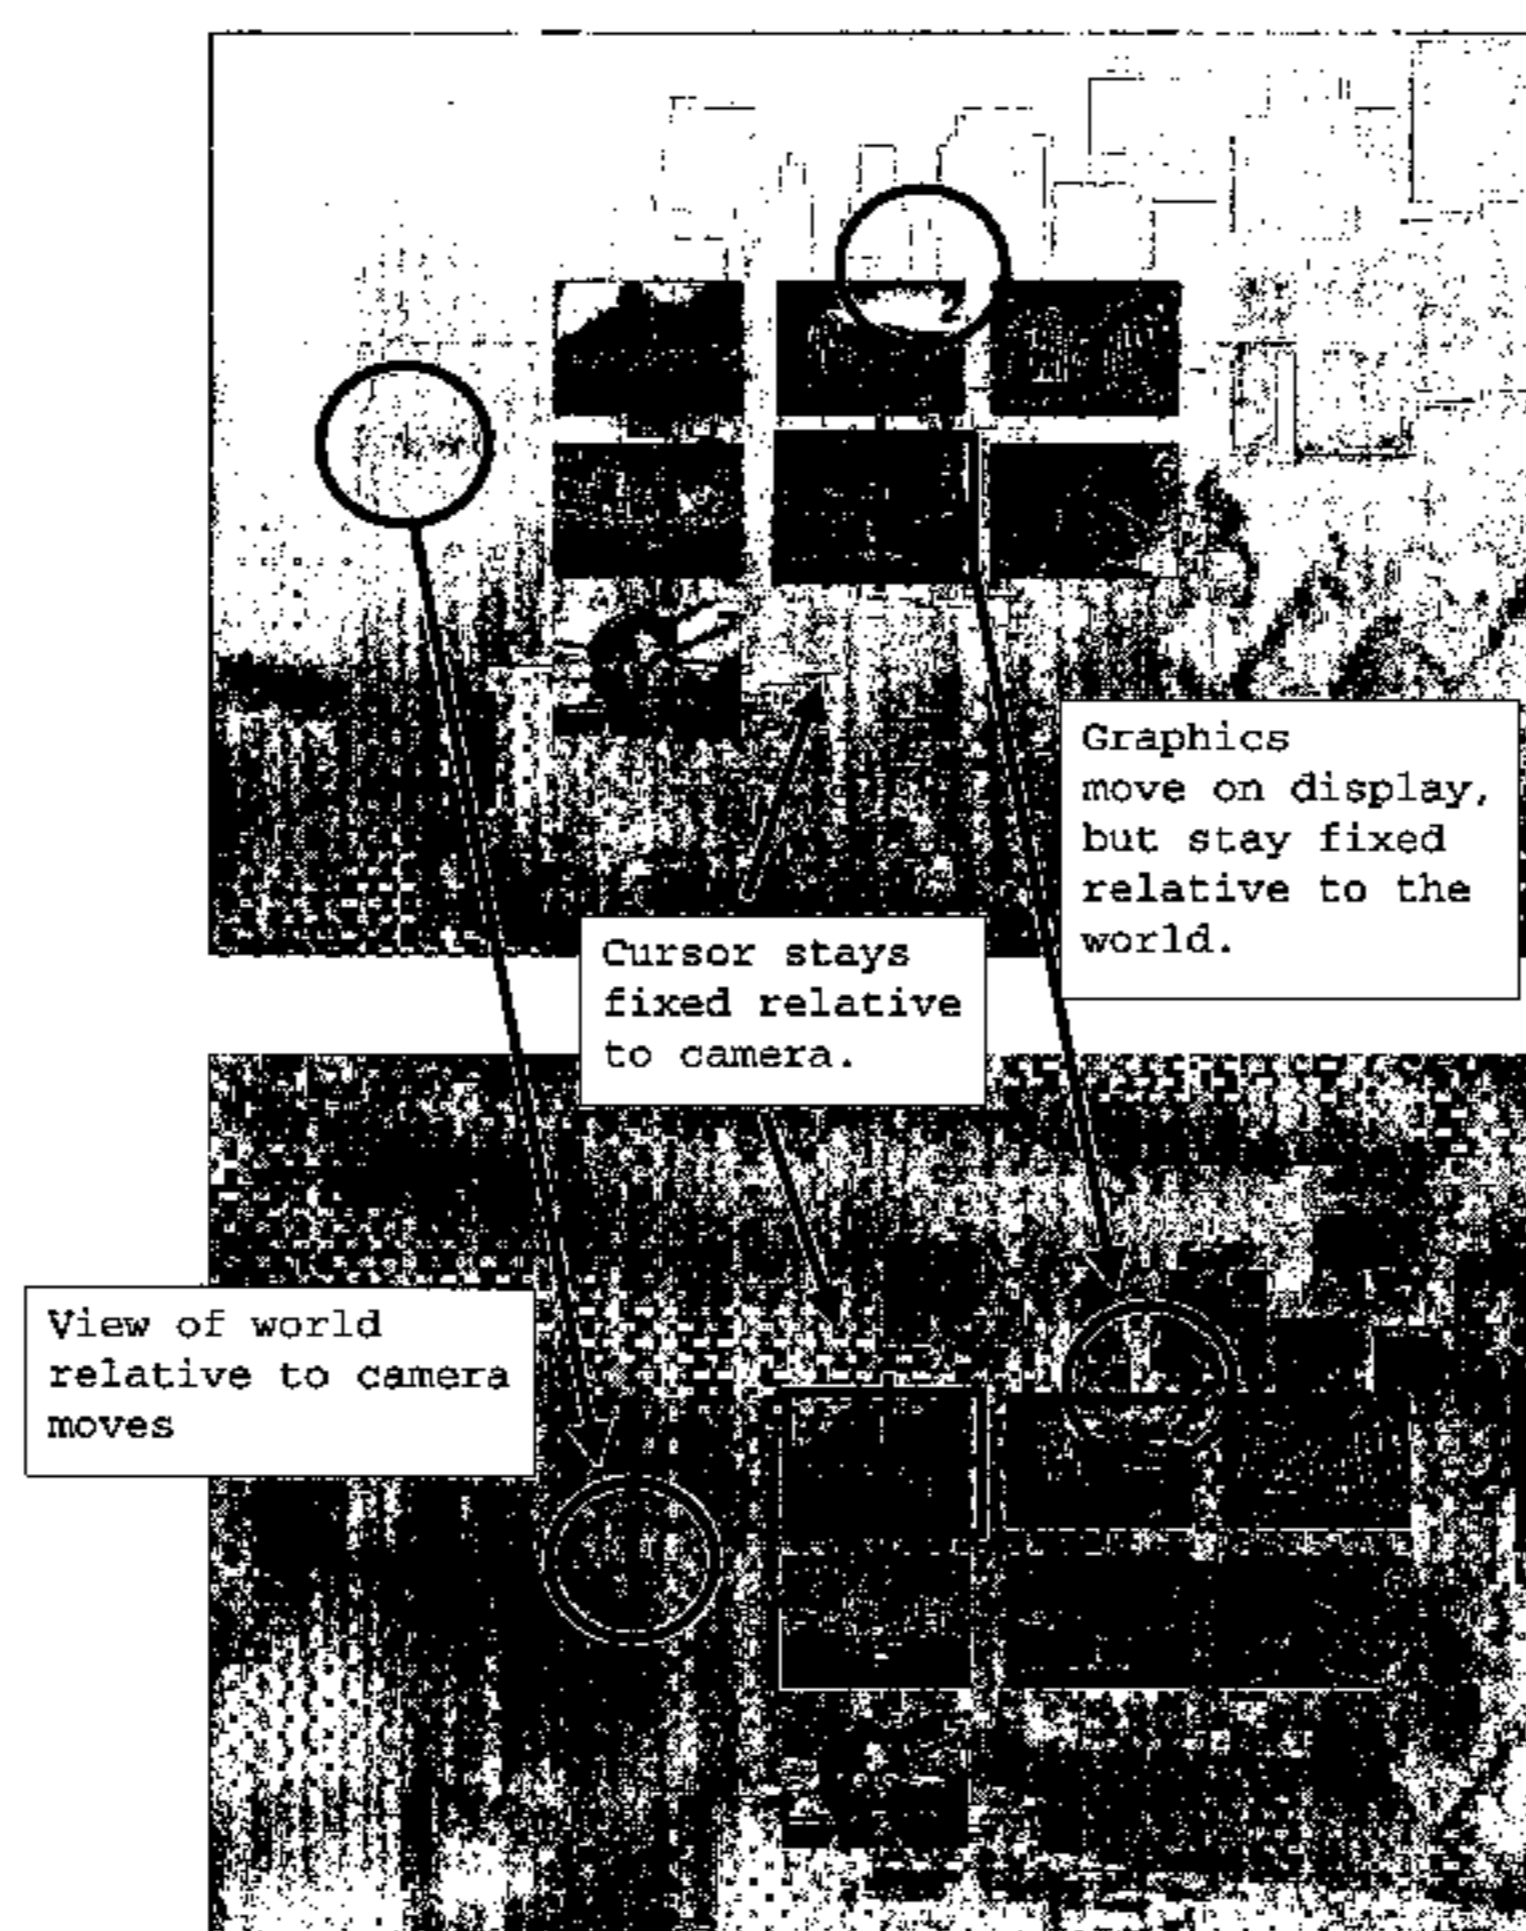 Graphics
move on display,
but stay fixed
relative to the
world.
Cursor stays
fixed relative
to camera.
View of world
relative to camera
moves